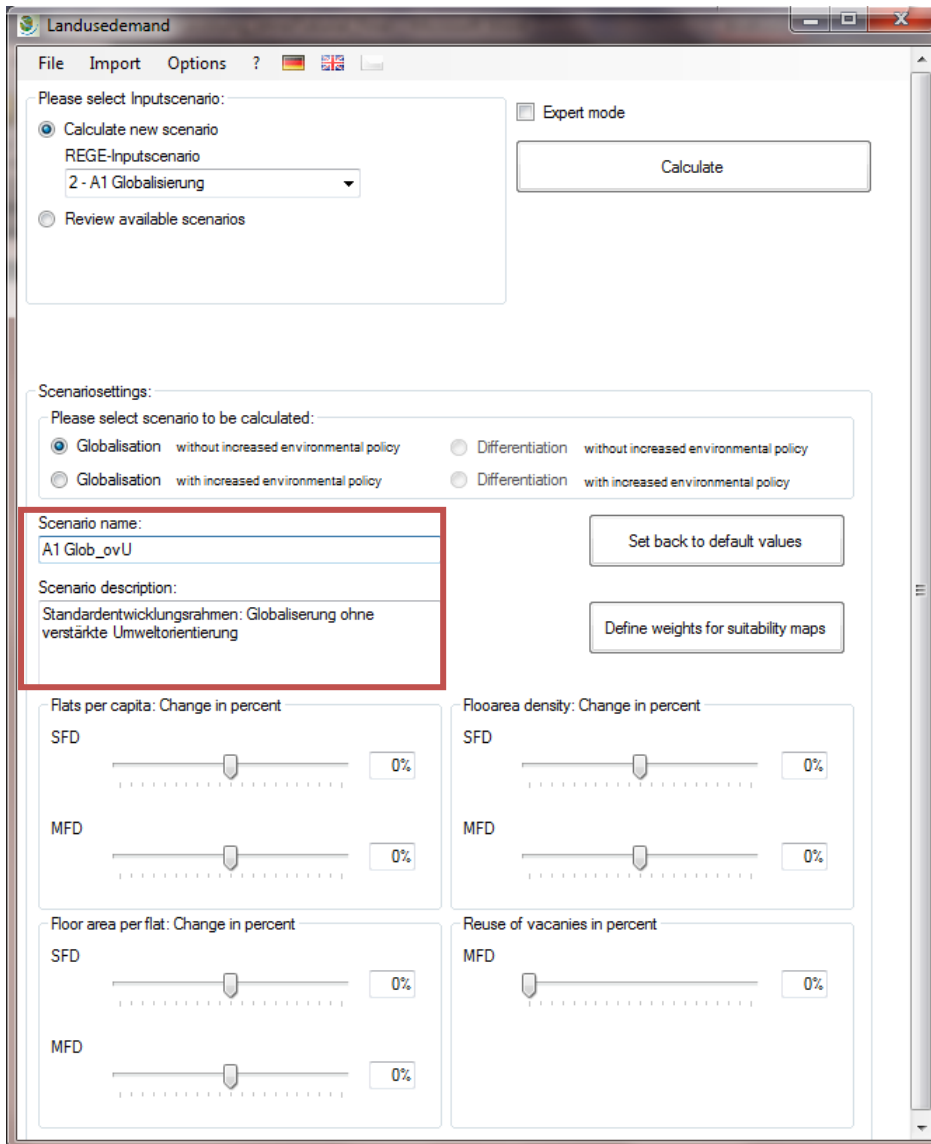 Landusedemand
File Import Options ?
Please select Inputscenario:
Calculate new scenario
REGE-Inputscenario
2 - A1 Globalisierung
Review available scenarios
Expert mode
Calculate
Scenariosettings:
Please select scenario to be calculated:
Globalisation without increased environmental policy
Differentiation without increased environmental policy
Globalisation with increased environmental policy
Differentiation with increased environmental policy
Scenario name:
A1 Glob_ovU
Scenario description:
Standardentwicklungsrahmen: Globaliserung ohne
verstärkte Umweltorientierung
Set back to default values
Define weights for suitability maps
Flats per capita: Change in percent
SFD
0%
MFD
0%
Flooarea density: Change in percent
SFD
0%
MFD
0%
Floor area per flat: Change in percent
SFD
0%
MFD
0%
Reuse of vacanies in percent
MFD
0%